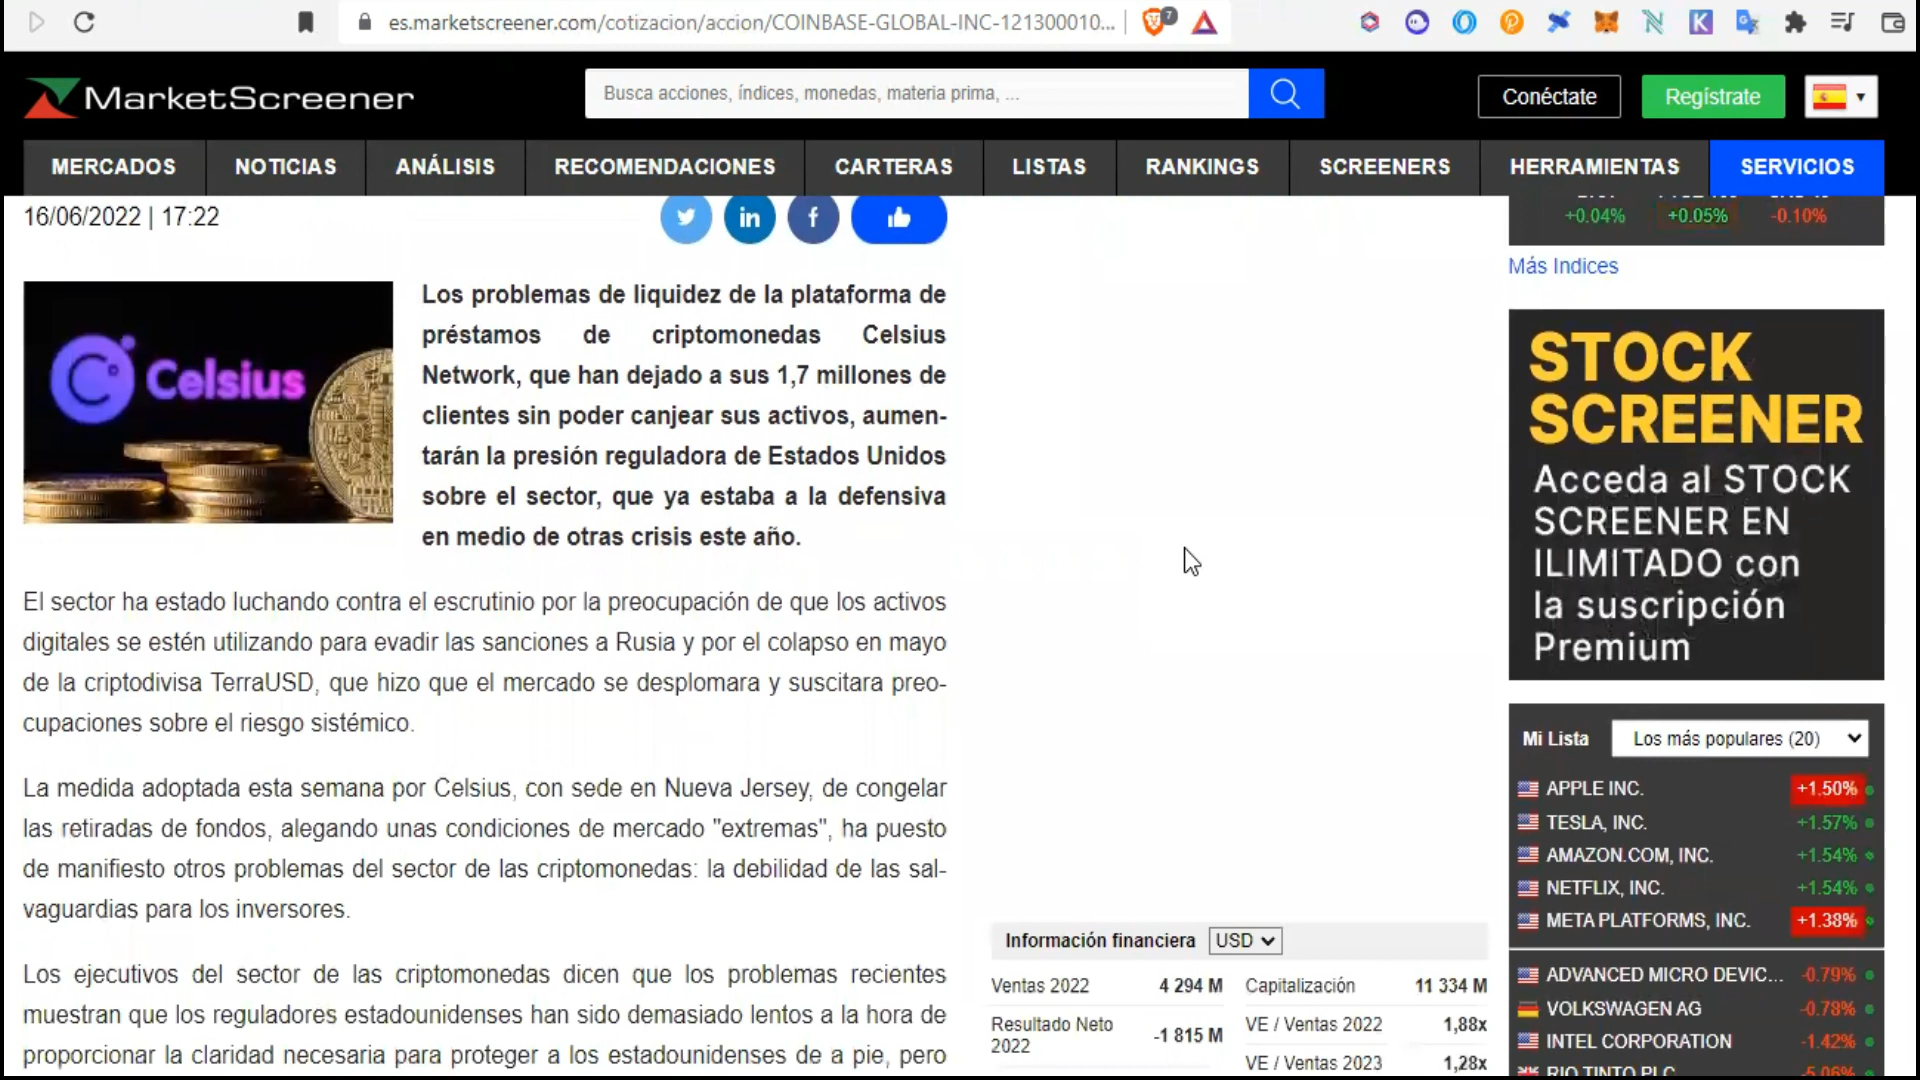 es.marketscreener.com/cotizacion/accion/COINBASE-GLOBAL-INC-121300010...
7
MarketScreener
Busca acciones, índices, monedas, materia prima, ...
Conéctate
Regístrate
MERCADOS
NOTICIAS
ANÁLISIS
RECOMENDACIONES
CARTERAS
LISTAS
RANKINGS
SCREENERS
HERRAMIENTAS
SERVICIOS
16/06/2022 | 17:22
in
f
+0.04%
+0.05%
-0.10%
Más Indices
Celsius
Los problemas de liquidez de la plataforma de
préstamos de criptomonedas Celsius
Network, que han dejado a sus 1,7 millones de
clientes sin poder canjear sus activos, aumen-
tarán la presión reguladora de Estados Unidos
sobre el sector, que ya estaba a la defensiva
en medio de otras crisis este año.
El sector ha estado luchando contra el escrutinio por la preocupación de que los activos
digitales se estén utilizando para evadir las sanciones a Rusia y por el colapso en mayo
de la criptodivisa TerraUSD, que hizo que el mercado se desplomara y suscitara preo-
cupaciones sobre el riesgo sistémico.
La medida adoptada esta semana por Celsius, con sede en Nueva Jersey, de congelar
las retiradas de fondos, alegando unas condiciones de mercado "extremas", ha puesto
de manifiesto otros problemas del sector de las criptomonedas: la debilidad de las sal-
vaguardias para los inversores.
Los ejecutivos del sector de las criptomonedas dicen que los problemas recientes
muestran que los reguladores estadounidenses han sido demasiado lentos a la hora de
proporcionar la claridad necesaria para proteger a los estadounidenses de a pie, pero
Información financiera USD
Ventas 2022 4 294 M
Capitalización 11 334 M
Resultado Neto
2022 -1 815 M
VE / Ventas 2022 1,88x
VE / Ventas 2023 1,28x
STOCK
SCREENER
Acceda al STOCK
SCREENER EN
ILIMITADO con
la suscripción
Premium
Mi Lista Los más populares (20)
APPLE INC. +1.50%
TESLA, INC. +1.57%
AMAZON.COM, INC. +1.54%
NETFLIX, INC. +1.54%
META PLATFORMS, INC. +1.38%
ADVANCED MICRO DEVIC... -0.79%
VOLKSWAGEN AG -0.78%
INTEL CORPORATION -1.42%
RIO TINTO PLC -5.06%